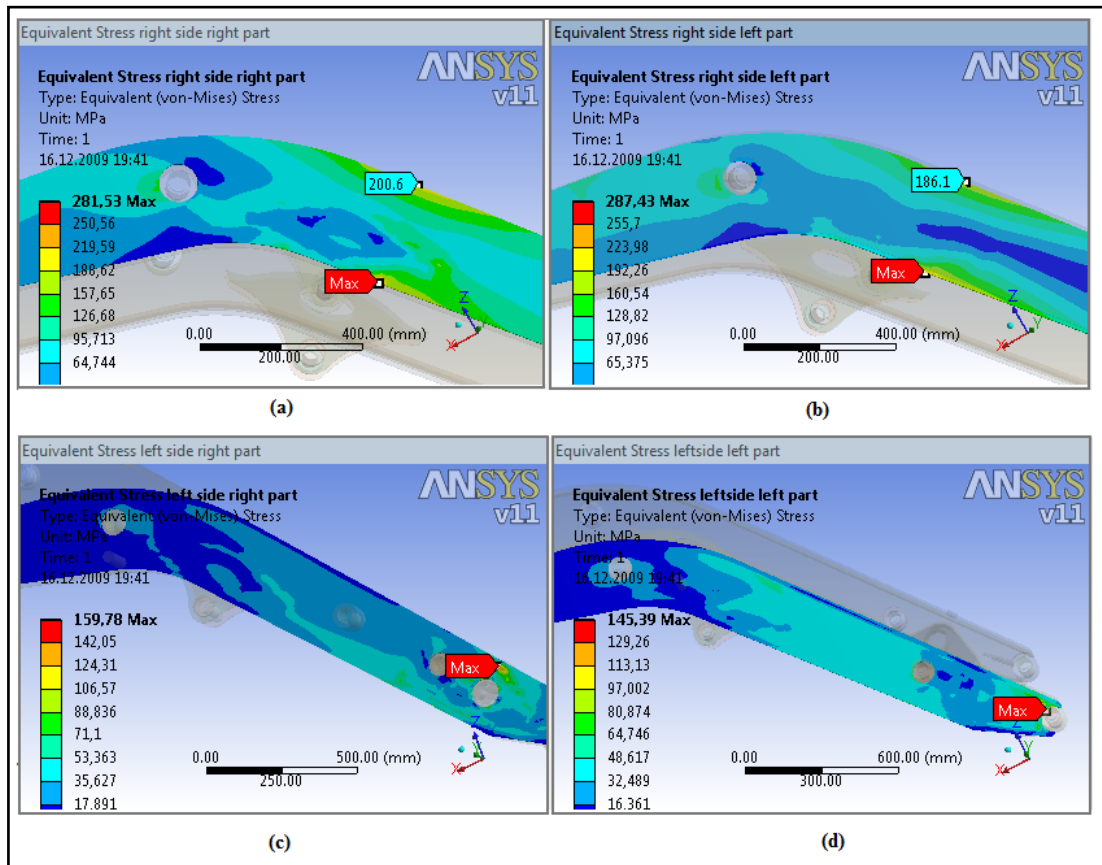 Equivalent Stress right side right part
ANSYS
v11
Equivalent Stress right side right part
Type: Equivalent (von-Mises) Stress
Unit: MPa
Time: 1
16.12.2009 19:41
200.6
281,53 Max
250,56
219,59
188,62
157,65
126,68
95,713
64,744
Max
Z
X
0.00
400.00 (mm)
200.00
(a)
Equivalent Stress right side left part
ANSYS
v11
Equivalent Stress right side left part
Type: Equivalent (von-Mises) Stress
Unit: MPa
Time: 1
16.12.2009 19:41
186.1
287,43 Max
255,7
223,98
192,26
160,54
128,82
97,096
65,375
Max
Z
Y
X
0.00
400.00 (mm)
200.00
(b)
Equivalent Stress left side right part
ANSYS
v11
Equivalent Stress left side right part
Type: Equivalent (von-Mises) Stress
Unit: MPa
Time: 1
16.12.2009 19:41
159,78 Max
142,05
124,31
106,57
88,836
71,1
53,363
35,627
17.891
Max
Z
Y
X
0.00
500.00 (mm)
250.00
(c)
Equivalent Stress leftside left part
ANSYS
v11
Equivalent Stress leftside left part
Type: Equivalent (von-Mises) Stress
Unit: MPa
Time: 1
16.12.2009 19:41
145,39 Max
129,26
113,13
97,002
80,874
64,746
48,617
32,489
16.361
Max
Z
Y
X
0.00
600.00 (mm)
300.00
(d)